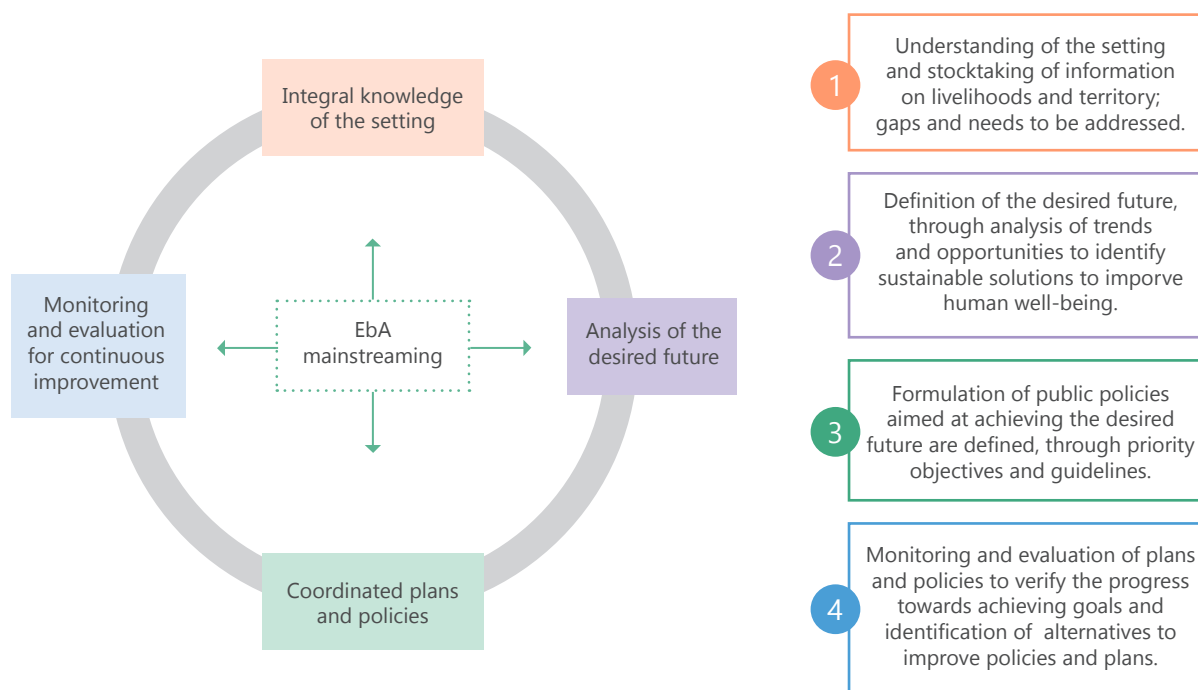 Integral knowledge
of the setting
Monitoring
and evaluation
for continuous
improvement
EbA
mainstreaming
Analysis of the
desired future
Coordinated plans
and policies
1
Understanding of the setting
and stocktaking of information
on livelihoods and territory;
gaps and needs to be addressed.
2
Definition of the desired future,
through analysis of trends
and opportunities to identify
sustainable solutions to imporve
human well-being.
3
Formulation of public policies
aimed at achieving the desired
future are defined, through priority
objectives and guidelines.
4
Monitoring and evaluation of plans
and policies to verify the progress
towards achieving goals and
identification of alternatives to
improve policies and plans.